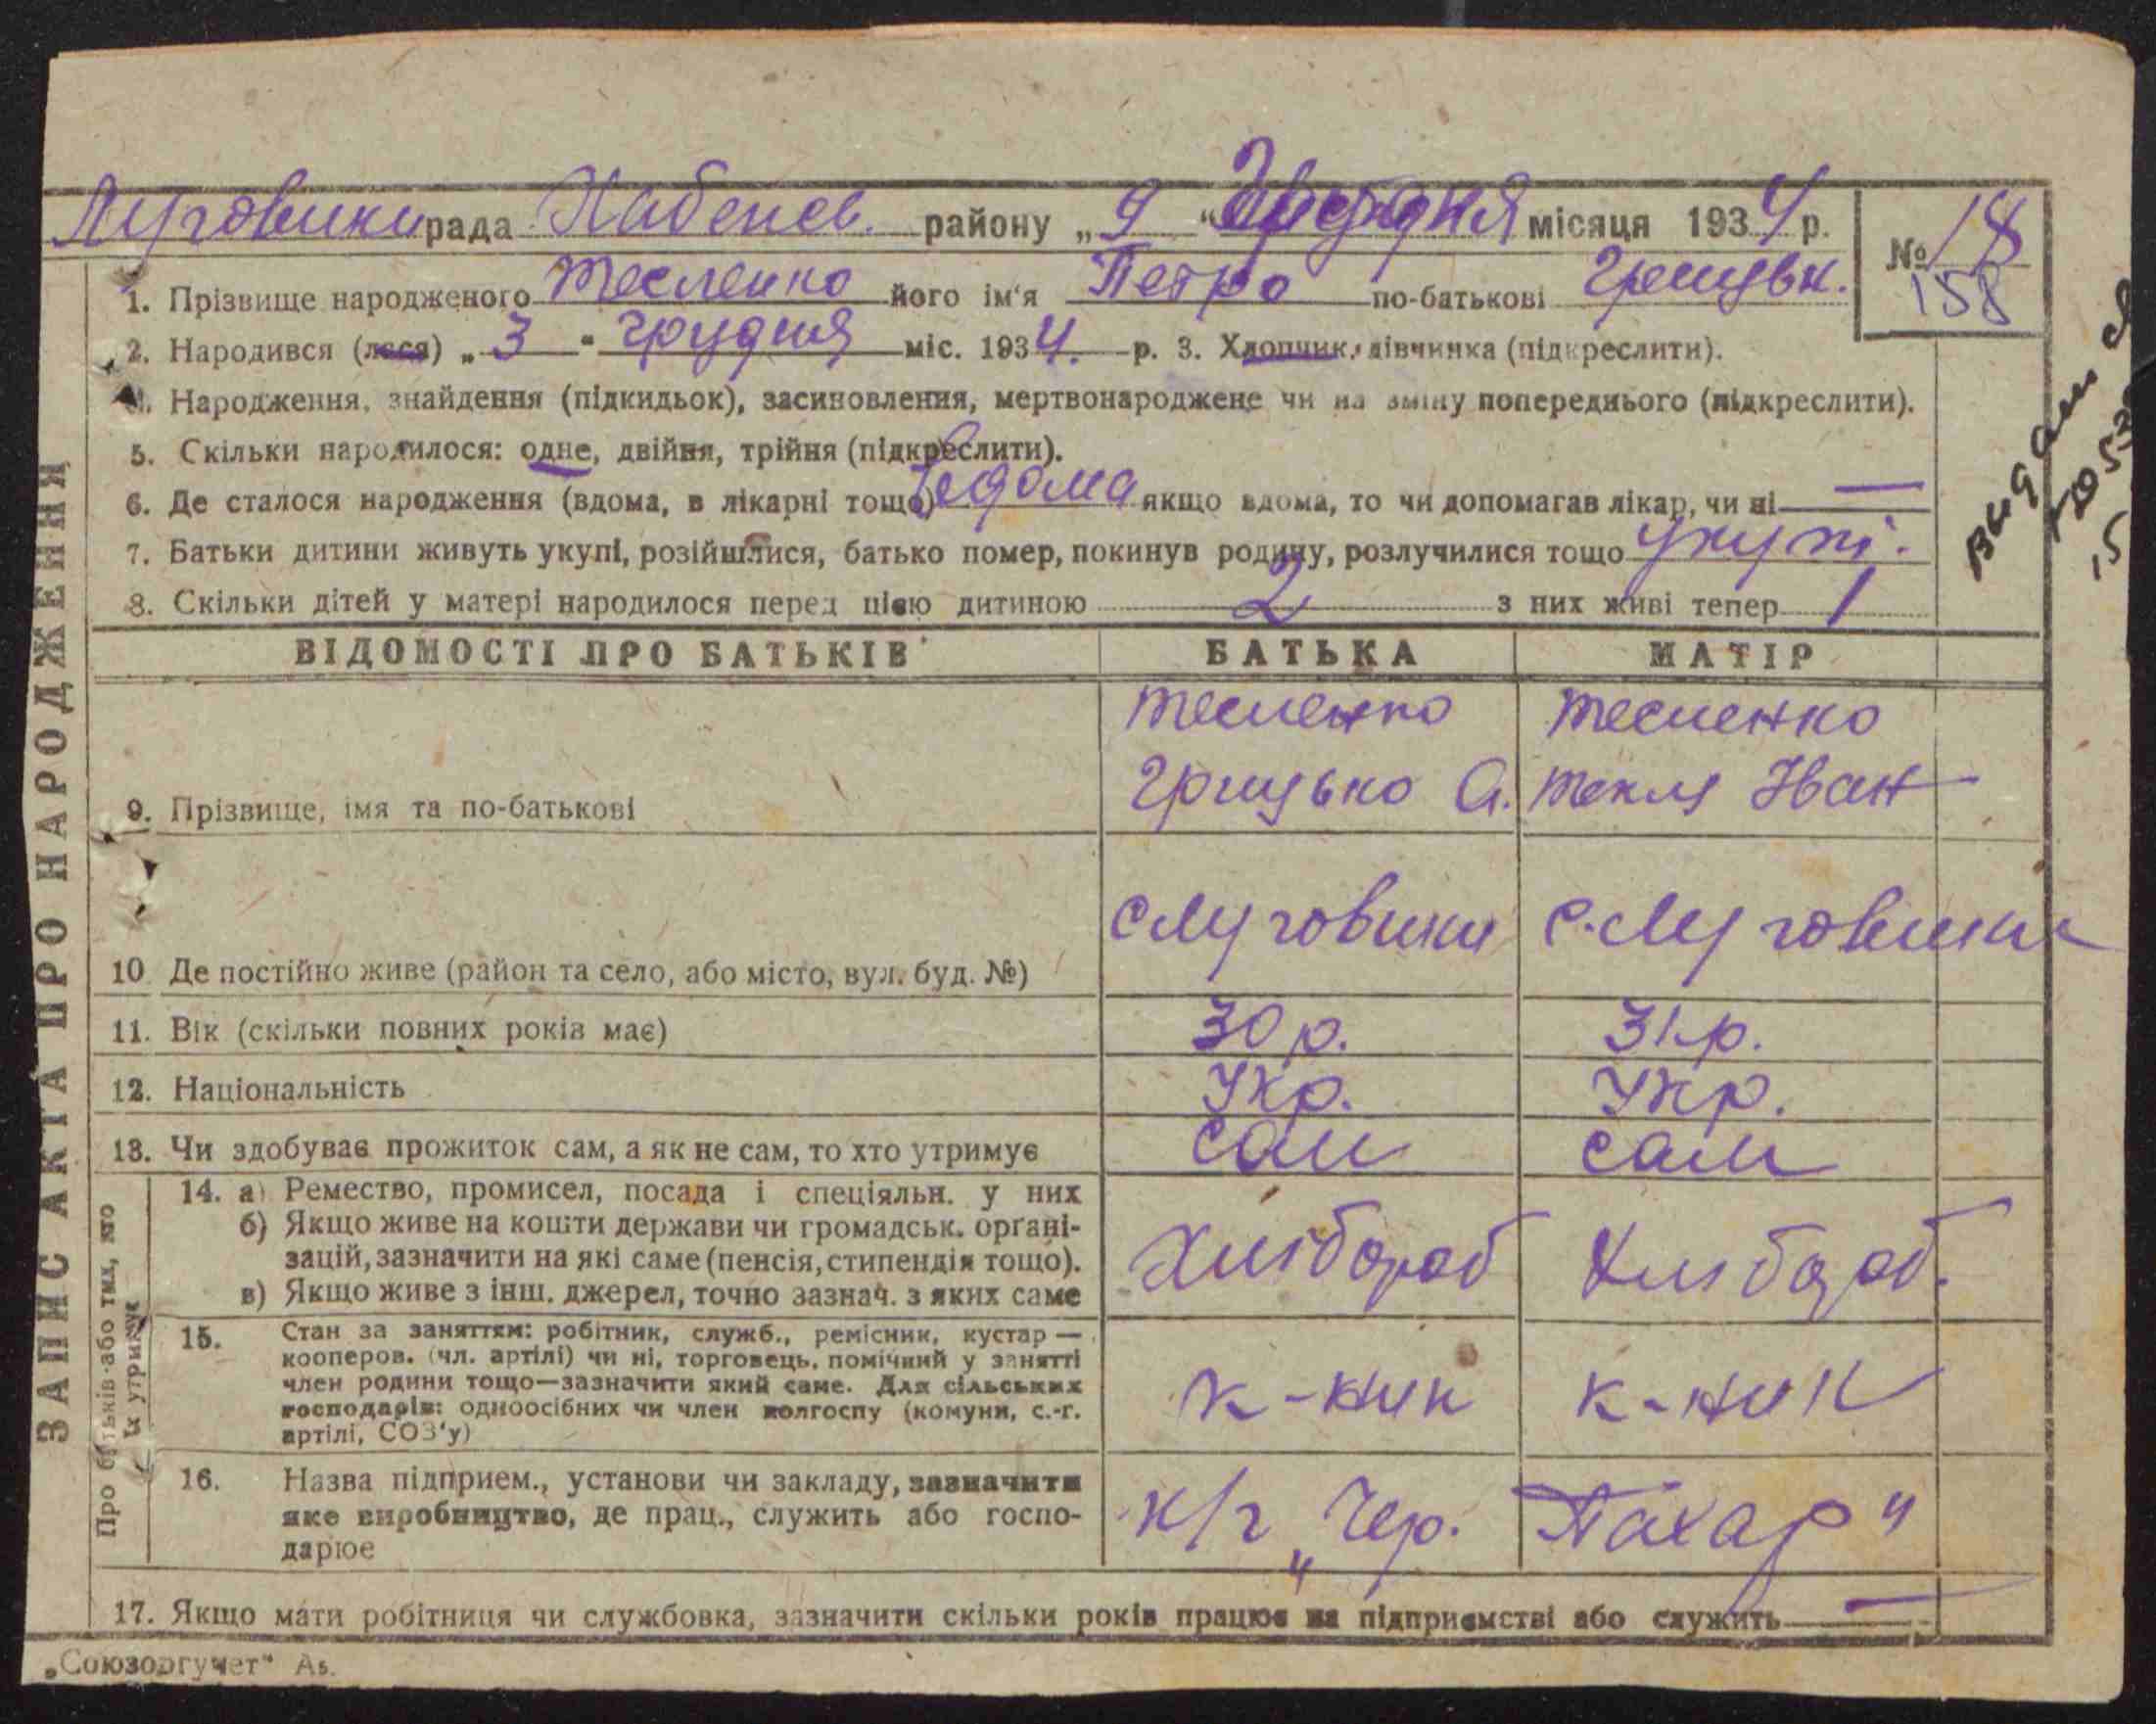 Луговики рада Хабенсв. району „9" Грудня місяця 1934 р.
№ 18
158
1. Прізвище народженого Тесленко його ім'я Петро по-батькові Грицьк.
2. Народився (лася) „3" грудня міс. 1934. р. 3. Хлопчик, дівчинка (підкреслити).
4. Народження, знайдення (підкидьок), засиновлення, мертвонароджене чи на зміну попереднього (підкреслити).
5. Скільки народилося: одне, двійня, трійня (підкреслити).
6. Де сталося народження (вдома, в лікарні тощо) вдома якщо вдома, то чи допомагав лікар, чи ні —
7. Батьки дитини живуть укупі, розійшлися, батько помер, покинув родину, розлучилися тощо укупі.
8. Скільки дітей у матері народилося перед цією дитиною 2 з них живі тепер 1
ЗАПИС АКТА ПРО НАРОДЖЕННЯ
ВІДОМОСТІ ПРО БАТЬКІВ БАТЬКА МАТІР
Тесленко Тесленко
9. Прізвище, імя та по-батькові Грицько О. Текля Іван
10. Де постійно живе (район та село, або місто, вул. буд. №) с Луговики с. Луговики
11. Вік (скільки повних років має) 30 р. 31 р.
12. Національність Укр. Укр.
13. Чи здобуває прожиток сам, а як не сам, то хто утримує сам сам
Про батьків або тих, хто
їх утримує
14. а) Ремество, промисел, посада і спеціяльн. у них
б) Якщо живе на кошти держави чи громадськ. орґані-
зацій, зазначити на які саме (пенсія, стипендія тощо).
в) Якщо живе з інш. джерел, точно зазнач. з яких саме
Хлібороб Хлібороб.
15. Стан за заняттям: робітник, служб., ремісник, кустар —
кооперов. (чл. артілі) чи ні, торговець, помічний у занятті
член родини тощо—зазначити який саме. Для сільських
господарів: одноосібних чи член колгоспу (комуни, с.-г.
артілі, СОЗ'у)
к-ник к-ник
16. Назва підприєм., установи чи закладу, зазначити
яке виробництво, де прац., служить або госпо-
дарює
к/г „Чер. Пахар"
17. Якщо мати робітниця чи службовка, зазначити скільки років працює на підприємстві або служить —
„Союзоргучет" А5.